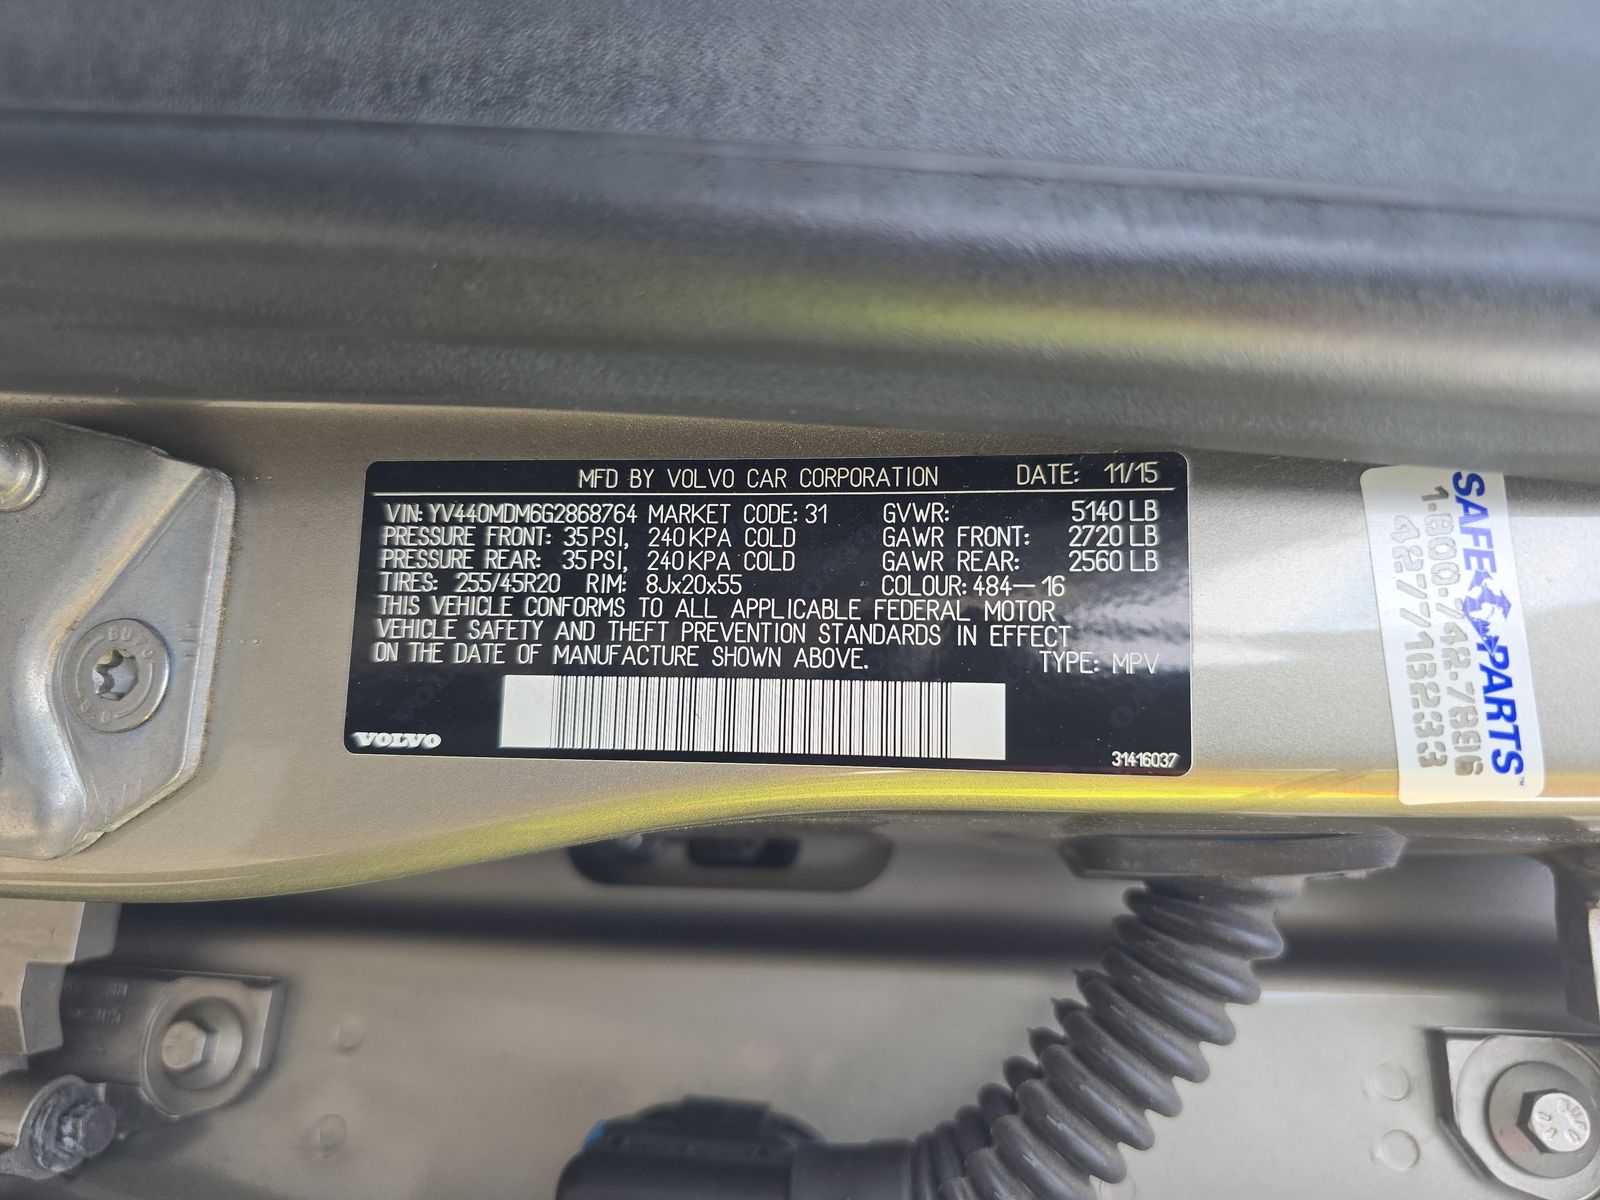 MFD BY VOLVO CAR CORPORATION DATE: 11/15
VIN: YV440MDM6G2868764 MARKET CODE: 31 GVWR: 5140 LB
PRESSURE FRONT: 35 PSI, 240 KPA COLD GAWR FRONT: 2720 LB
PRESSURE REAR: 35 PSI, 240 KPA COLD GAWR REAR: 2560 LB
TIRES: 255/45R20 RIM: 8Jx20x55 COLOUR: 484-16
THIS VEHICLE CONFORMS TO ALL APPLICABLE FEDERAL MOTOR
VEHICLE SAFETY AND THEFT PREVENTION STANDARDS IN EFFECT
ON THE DATE OF MANUFACTURE SHOWN ABOVE. TYPE: MPV
VOLVO
31416037
SAFE PARTS™
1-800-742-7886
427771B233
8.8